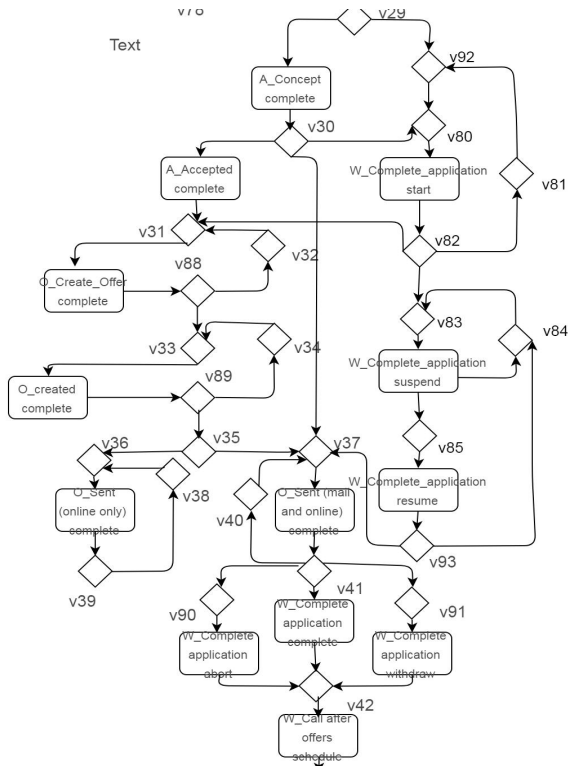 v78
v29
Text
v92
A_Concept
complete
v30
v80
A_Accepted
complete
W_Complete_application
start
v81
v31
v32
v82
v88
O_Create_Offer
complete
v83
v84
v33
v34
W_Complete_application
suspend
v89
O_created
complete
v36
v35
v37
v85
v38
W_Complete_application
resume
O_Sent
(online only)
complete
v40
O_Sent (mail
and online)
complete
v93
v39
v41
v90
v91
W_Complete
application
abort
W_Complete
application
complete
W_Complete
application
withdraw
v42
W_Call after
offers
schedule